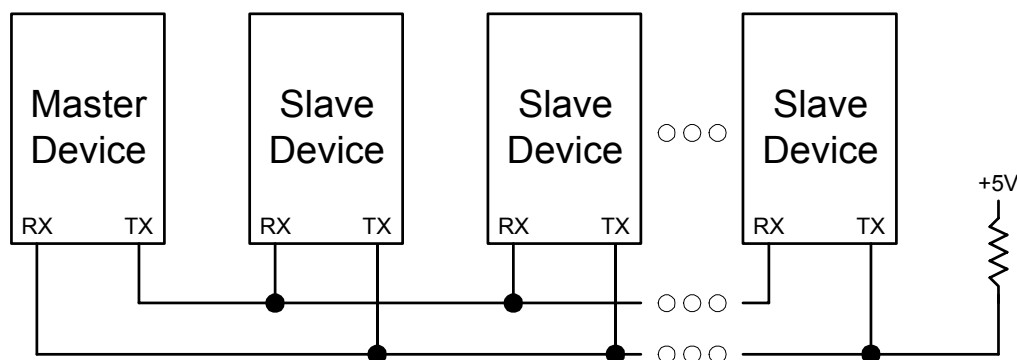 Master
Device
RX TX
Slave
Device
RX TX
Slave
Device
RX TX
Slave
Device
RX TX
+5V